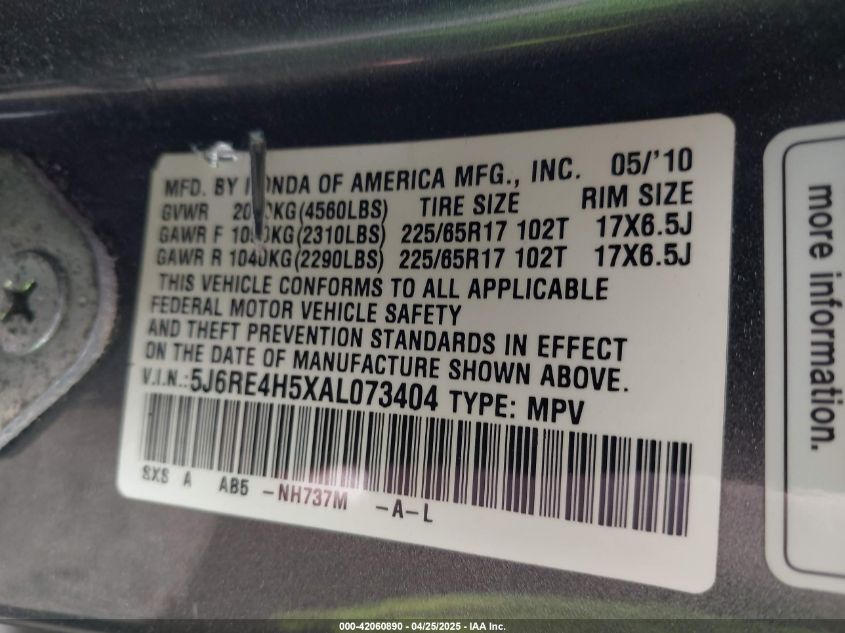 MFD. BY HONDA OF AMERICA MFG., INC. 05/'10
GVWR KG(4560LBS) TIRE SIZE RIM SIZE
GAWR F KG(2310LBS) 225/65R17 102T 17X6.5J
GAWR R 1040KG(2290LBS) 225/65R17 102T 17X6.5J
THIS VEHICLE CONFORMS TO ALL APPLICABLE
FEDERAL MOTOR VEHICLE SAFETY
AND THEFT PREVENTION STANDARDS IN EFFECT
ON THE DATE OF MANUFACTURE SHOWN ABOVE.
V.I.N.: 5J6RE4H5XAL073404 TYPE: MPV
SXS A AB5 -NH737M -A-L
more information.
000-42060890 - 04/25/2025 - IAA Inc.